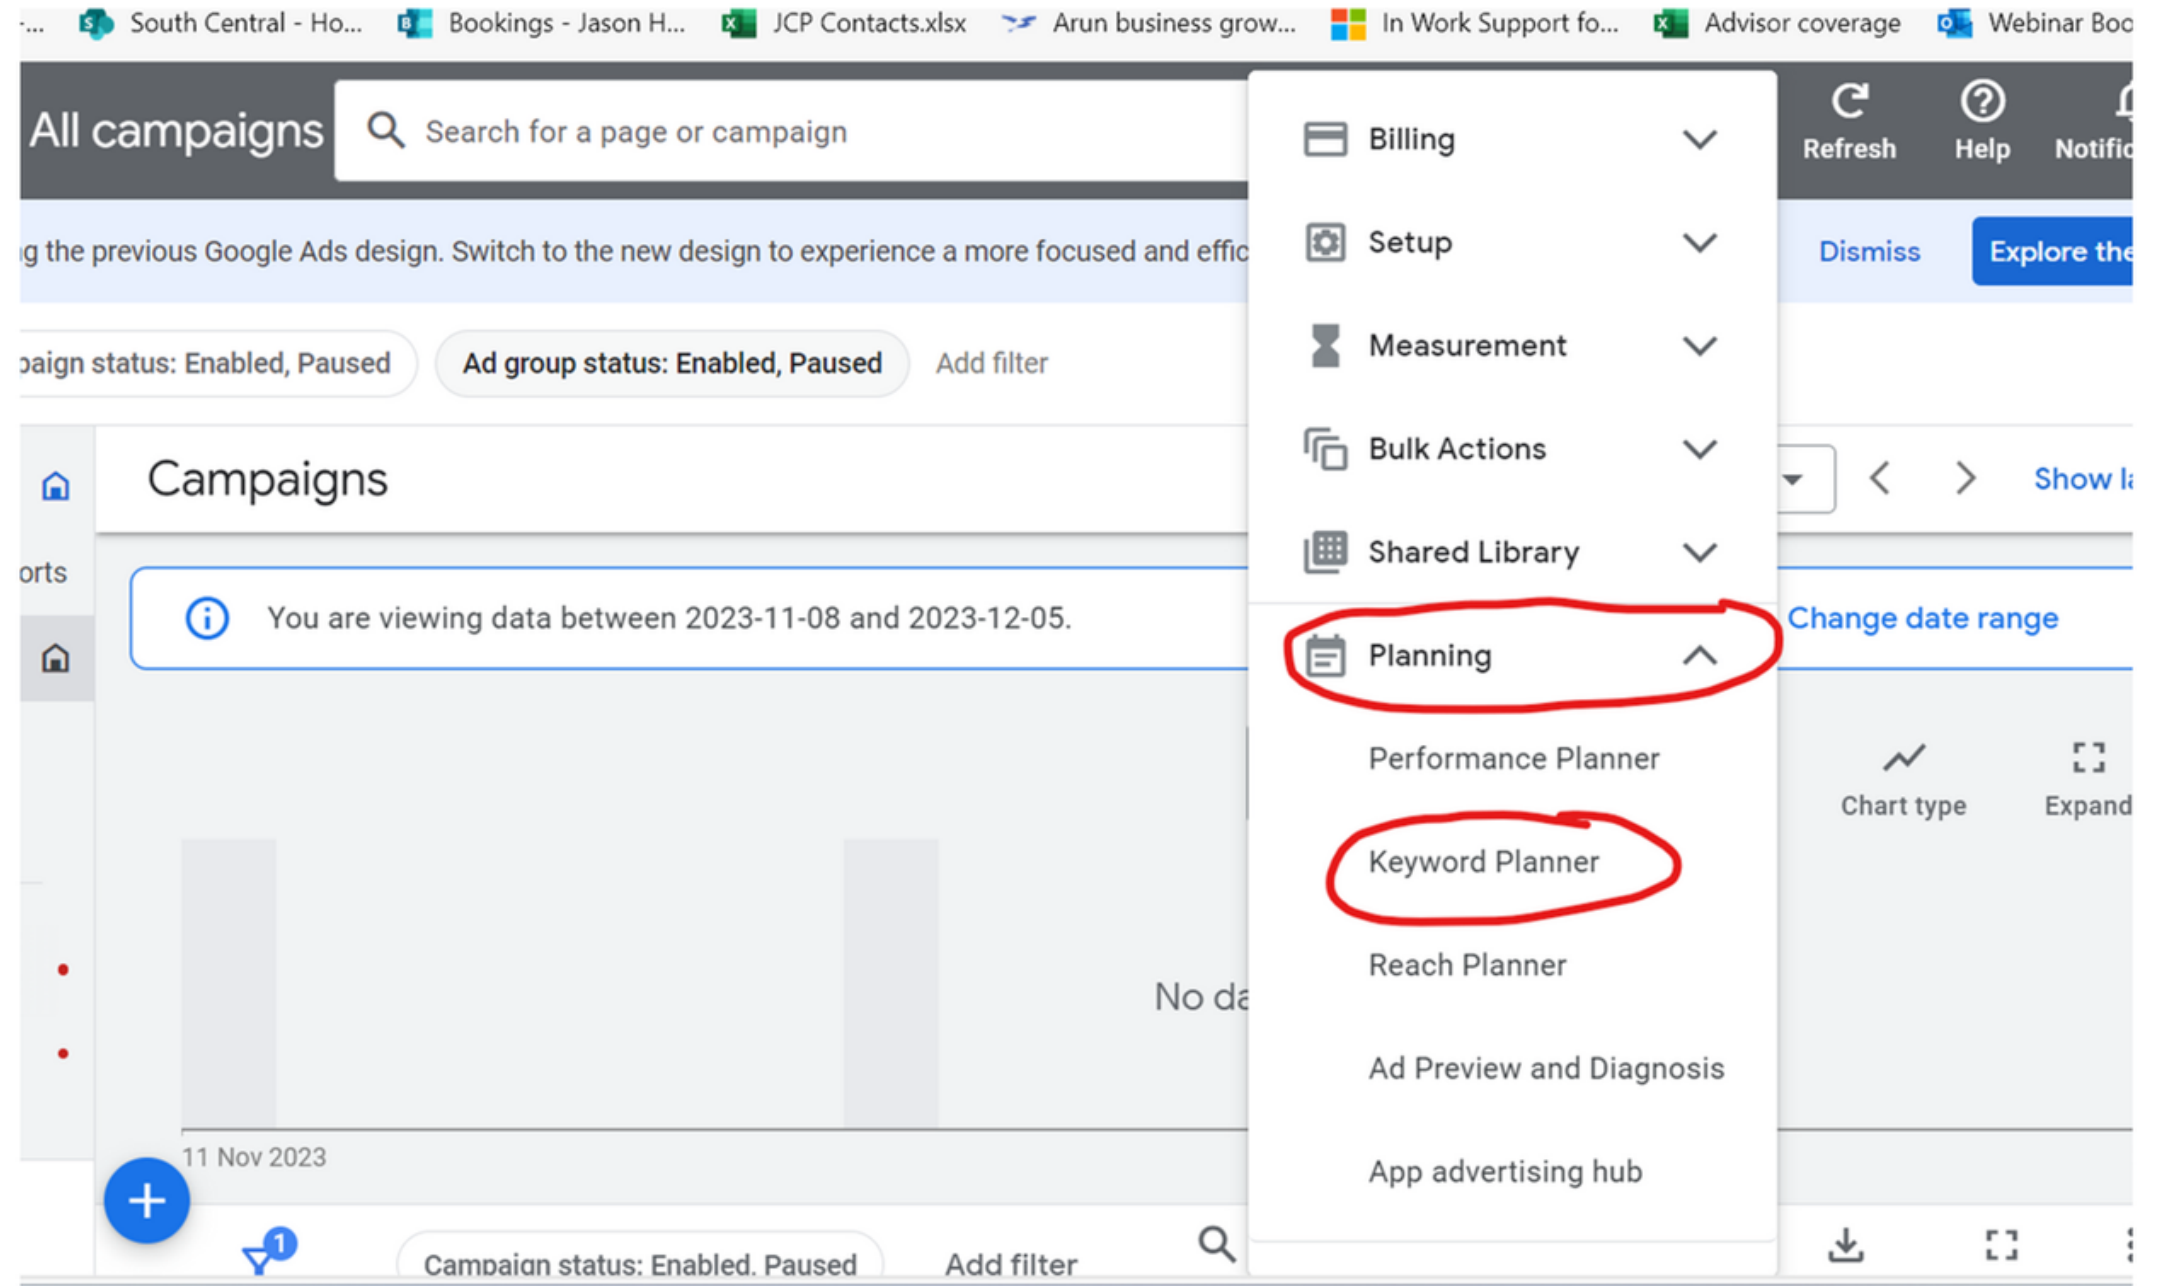 -...
South Central - Ho...
Bookings - Jason H...
JCP Contacts.xlsx
Arun business grow...
In Work Support fo...
Advisor coverage
Webinar Boo
All campaigns
Search for a page or campaign
Refresh
Help
Notific
g the previous Google Ads design. Switch to the new design to experience a more focused and effic
Dismiss
Explore the
paign status: Enabled, Paused
Ad group status: Enabled, Paused
Add filter
Campaigns
Show la
orts
You are viewing data between 2023-11-08 and 2023-12-05.
Change date range
Billing
Setup
Measurement
Bulk Actions
Shared Library
Planning
Performance Planner
Keyword Planner
Reach Planner
Ad Preview and Diagnosis
App advertising hub
Chart type
Expand
No da
11 Nov 2023
1
Campaign status: Enabled, Paused
Add filter